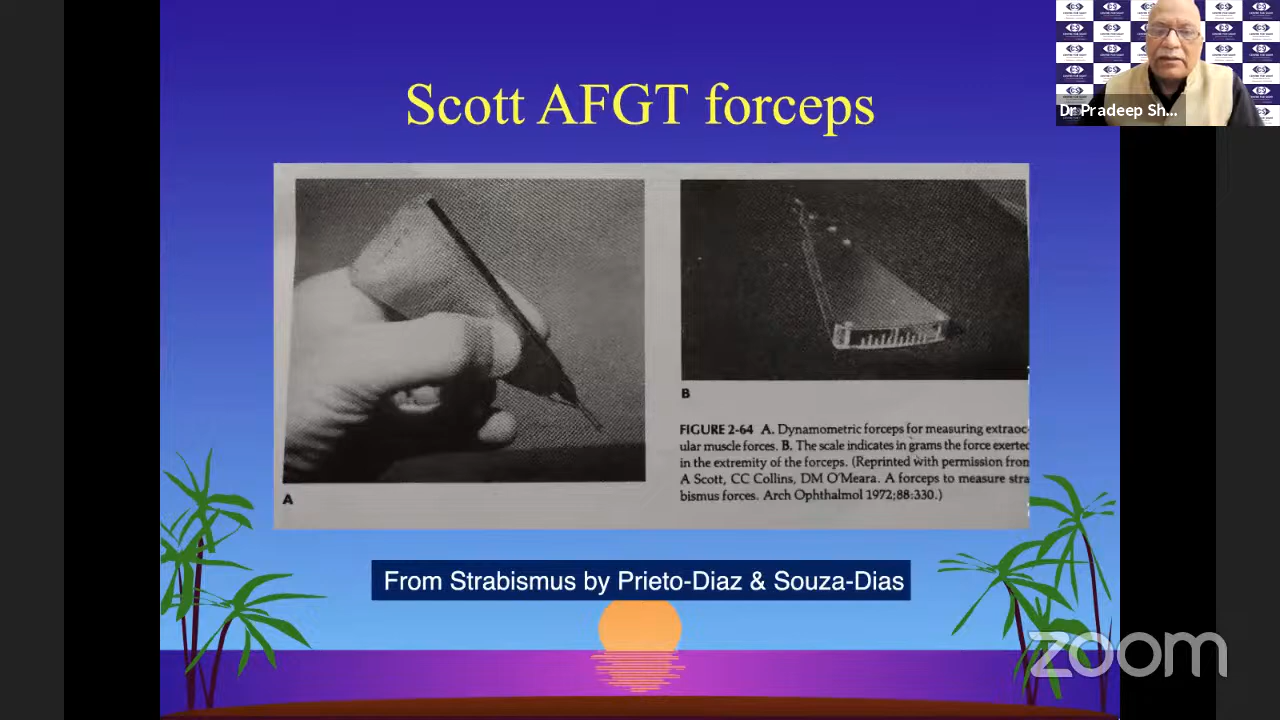 Scott AFGT forceps
Dr Pradeep Sh...
A
B
FIGURE 2-64 A. Dynamometric forceps for measuring extraoc
ular muscle forces. B. The scale indicates in grams the force exerted
in the extremity of the forceps. (Reprinted with permission from
A Scott, CC Collins, DM O'Meara. A forceps to measure stra
bismus forces. Arch Ophthalmol 1972;88:330.)
From Strabismus by Prieto-Diaz & Souza-Dias
zoom